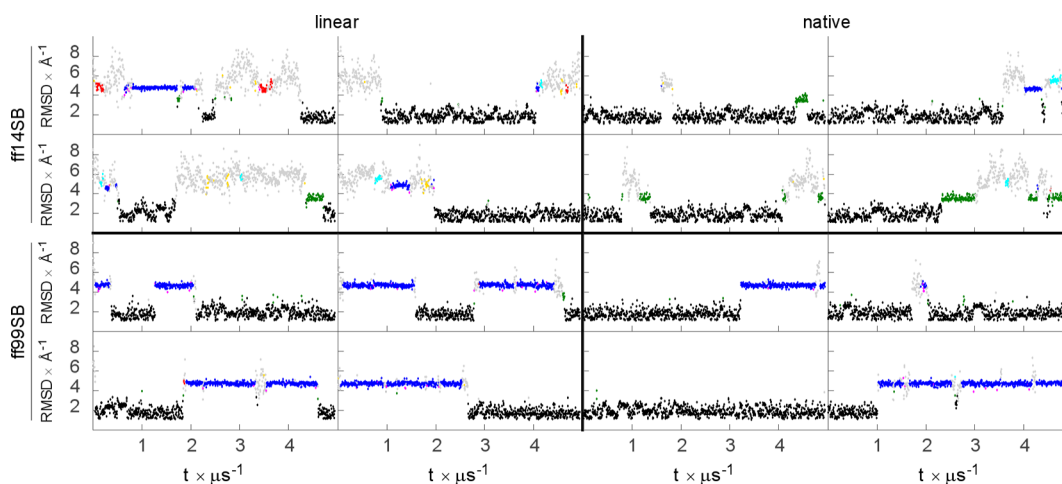 linear native
ff14SB
RMSD × Å⁻¹
8
6
4
2
RMSD × Å⁻¹
8
6
4
2
ff99SB
RMSD × Å⁻¹
8
6
4
2
RMSD × Å⁻¹
8
6
4
2
1 2 3 4 1 2 3 4 1 2 3 4 1 2 3 4
t × μs⁻¹ t × μs⁻¹ t × μs⁻¹ t × μs⁻¹